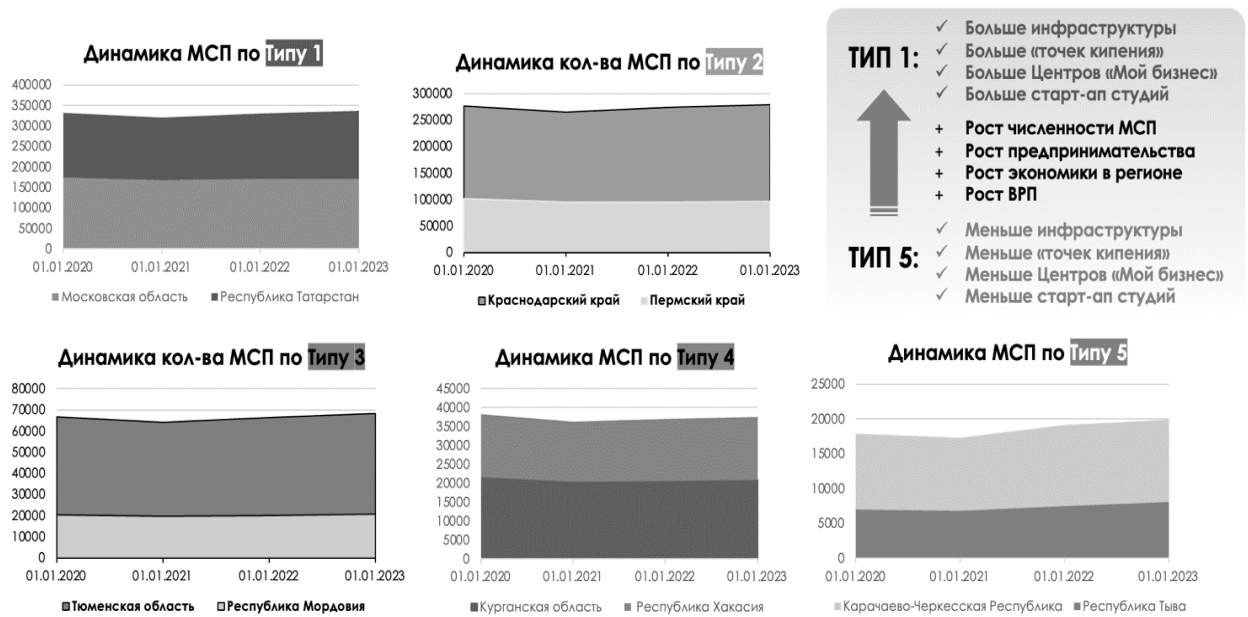 Динамика МСП по Типу 1
400000
350000
300000
250000
200000
150000
100000
50000
0
01.01.2020 01.01.2021 01.01.2022 01.01.2023
Московская область Республика Татарстан
Динамика кол-ва МСП по Типу 2
300000
250000
200000
150000
100000
50000
0
01.01.2020 01.01.2021 01.01.2022 01.01.2023
Краснодарский край Пермский край
ТИП 1:
✓ Больше инфраструктуры
✓ Больше «точек кипения»
✓ Больше Центров «Мой бизнес»
✓ Больше старт-ап студий
+ Рост численности МСП
+ Рост предпринимательства
+ Рост экономики в регионе
+ Рост ВРП
ТИП 5:
✓ Меньше инфраструктуры
✓ Меньше «точек кипения»
✓ Меньше Центров «Мой бизнес»
✓ Меньше старт-ап студий
Динамика кол-ва МСП по Типу 3
80000
70000
60000
50000
40000
30000
20000
10000
0
01.01.2020 01.01.2021 01.01.2022 01.01.2023
Тюменская область Республика Мордовия
Динамика МСП по Типу 4
45000
40000
35000
30000
25000
20000
15000
10000
5000
0
01.01.2020 01.01.2021 01.01.2022 01.01.2023
Курганская область Республика Хакасия
Динамика МСП по Типу 5
25000
20000
15000
10000
5000
0
01.01.2020 01.01.2021 01.01.2022 01.01.2023
Карачаево-Черкесская Республика Республика Тыва